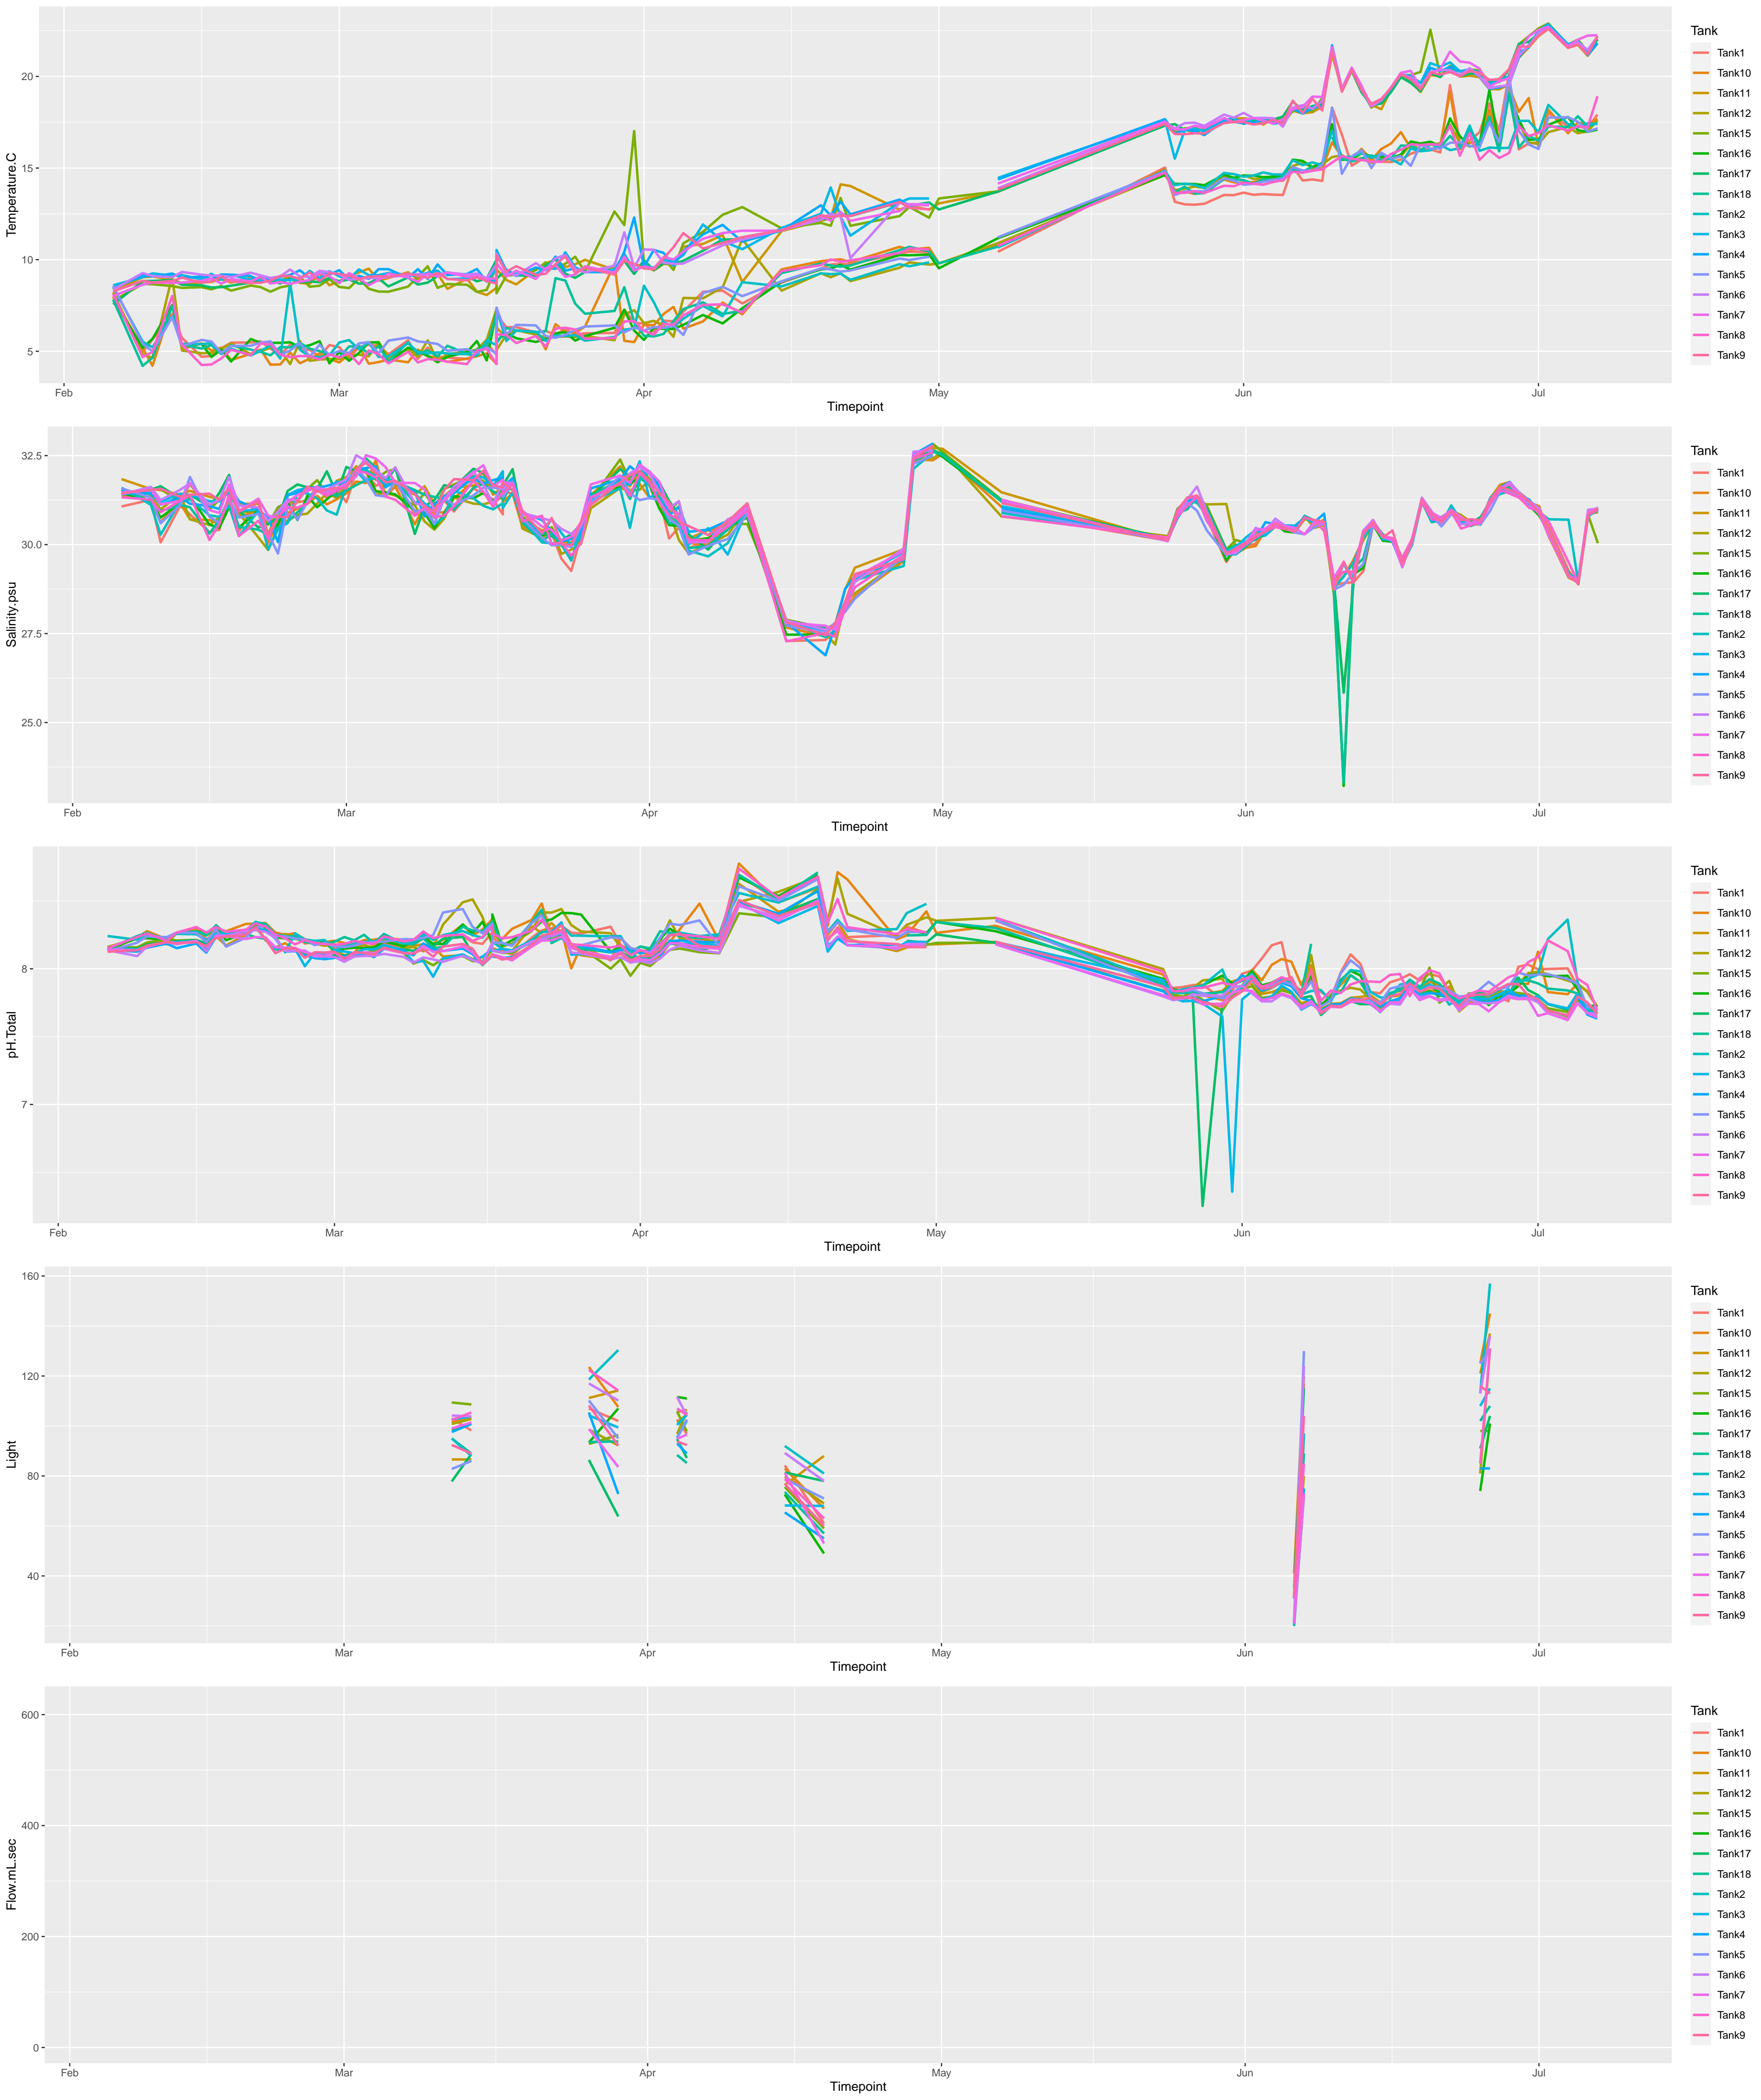 Temperature.C
20
15
10
5
Feb
Mar
Apr
May
Jun
Jul
Timepoint
Tank
Tank1
Tank10
Tank11
Tank12
Tank15
Tank16
Tank17
Tank18
Tank2
Tank3
Tank4
Tank5
Tank6
Tank7
Tank8
Tank9
Salinity.psu
32.5
30.0
27.5
25.0
Feb
Mar
Apr
May
Jun
Jul
Timepoint
Tank
Tank1
Tank10
Tank11
Tank12
Tank15
Tank16
Tank17
Tank18
Tank2
Tank3
Tank4
Tank5
Tank6
Tank7
Tank8
Tank9
pH.Total
8
7
Feb
Mar
Apr
May
Jun
Jul
Timepoint
Tank
Tank1
Tank10
Tank11
Tank12
Tank15
Tank16
Tank17
Tank18
Tank2
Tank3
Tank4
Tank5
Tank6
Tank7
Tank8
Tank9
Light
160
120
80
40
Feb
Mar
Apr
May
Jun
Jul
Timepoint
Tank
Tank1
Tank10
Tank11
Tank12
Tank15
Tank16
Tank17
Tank18
Tank2
Tank3
Tank4
Tank5
Tank6
Tank7
Tank8
Tank9
Flow.mL.sec
600
400
200
0
Feb
Mar
Apr
May
Jun
Jul
Timepoint
Tank
Tank1
Tank10
Tank11
Tank12
Tank15
Tank16
Tank17
Tank18
Tank2
Tank3
Tank4
Tank5
Tank6
Tank7
Tank8
Tank9